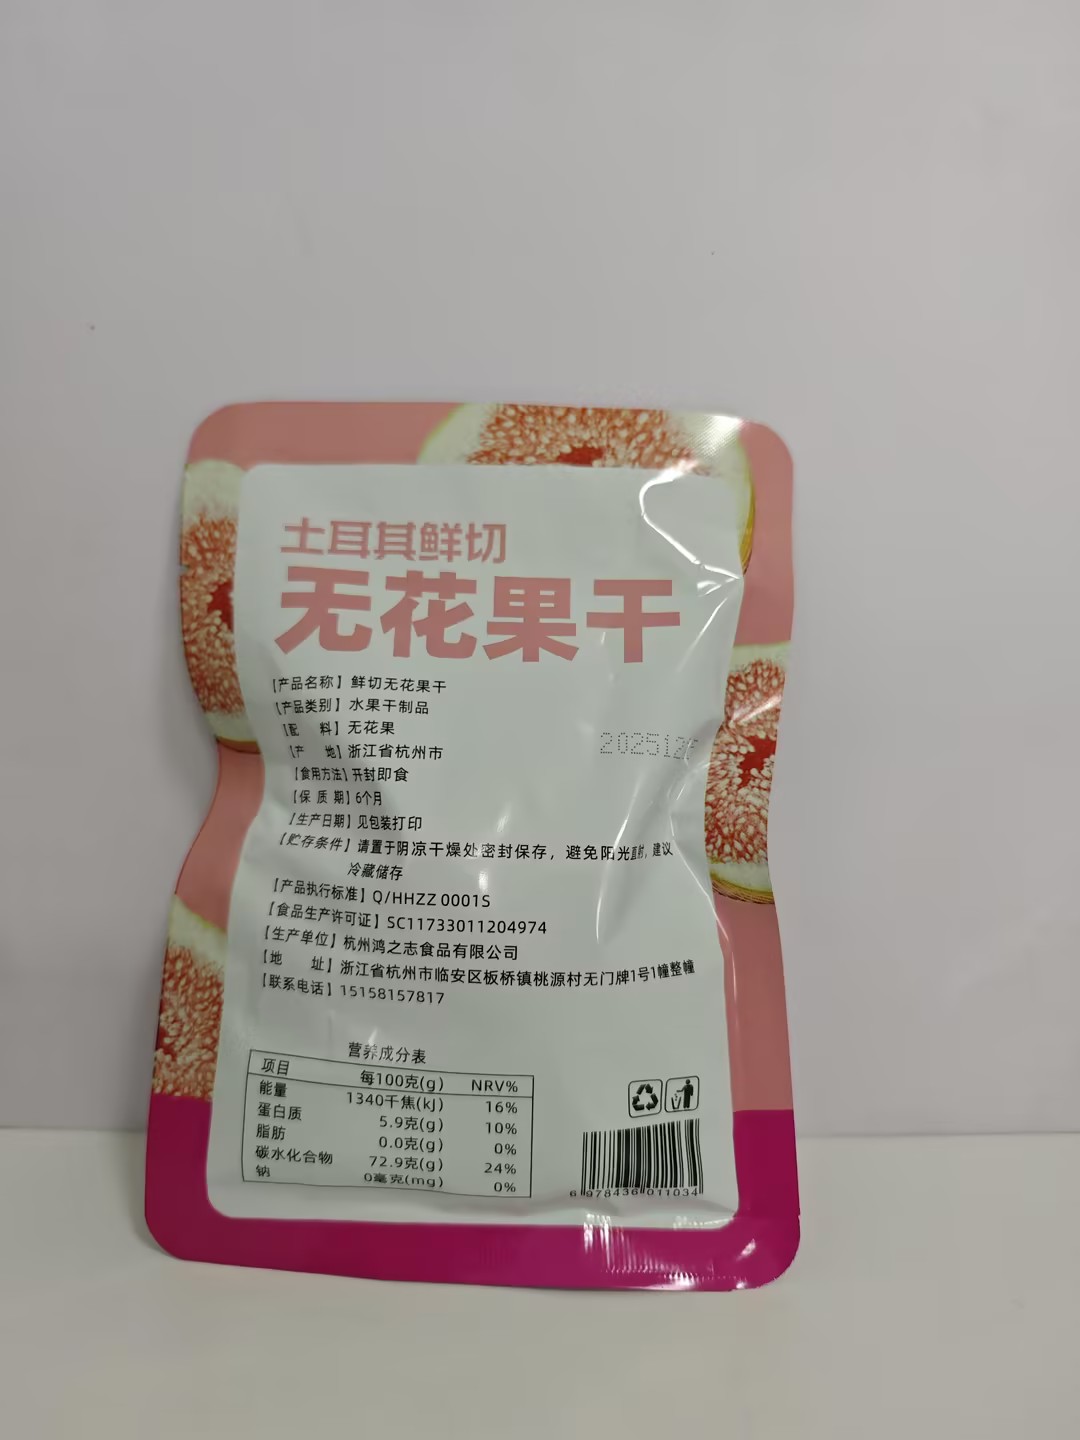 土耳其鲜切
无花果干
【产品名称】鲜切无花果干
【产品类别】水果干制品
【配 料】无花果
【产 地】浙江省杭州市
【食用方法】开封即食
【保 质 期】6个月
【生产日期】见包装打印
202512
【贮存条件】请置于阴凉干燥处密封保存，避免阳光直射，建议
冷藏储存
【产品执行标准】Q/HHZZ 0001S
【食品生产许可证】SC11733011204974
【生产单位】杭州鸿之志食品有限公司
【地 址】浙江省杭州市临安区板桥镇桃源村无门牌1号1幢整幢
【联系电话】15158157817
营养成分表
项目 每100克(g) NRV%
能量 1340千焦(kJ) 16%
蛋白质 5.9克(g) 10%
脂肪 0.0克(g) 0%
碳水化合物 72.9克(g) 24%
钠 0毫克(mg) 0%
6 978436 011034